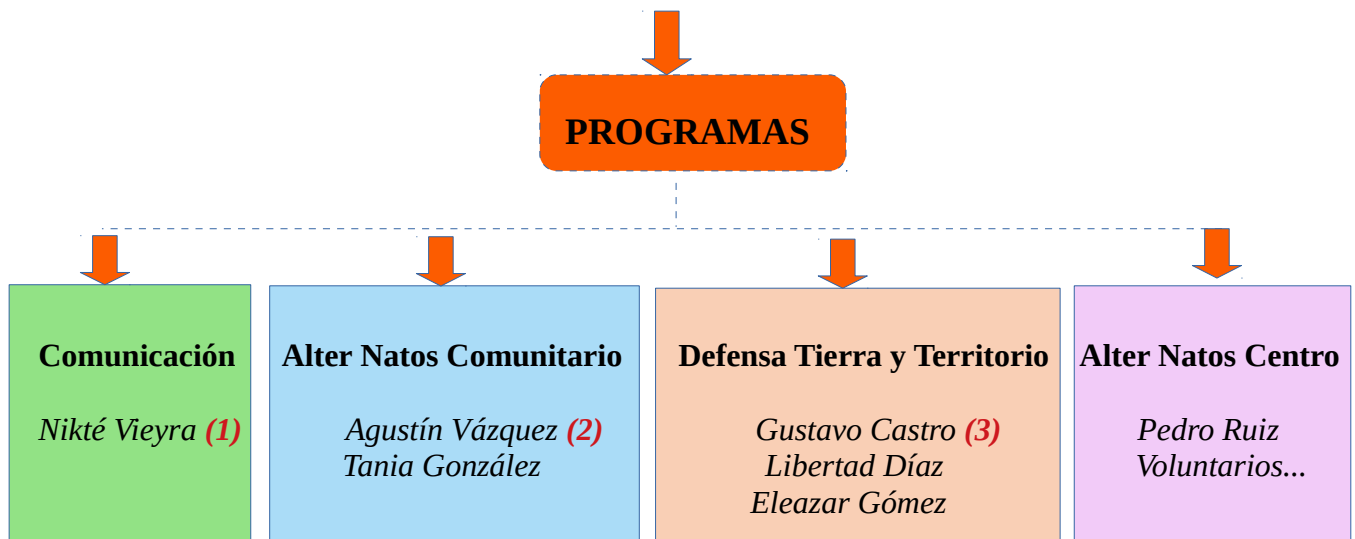 PROGRAMAS
Comunicación
Nikté Vieyra (1)
Alter Natos Comunitario
Agustín Vázquez (2)
Tania González
Defensa Tierra y Territorio
Gustavo Castro (3)
Libertad Díaz
Eleazar Gómez
Alter Natos Centro
Pedro Ruiz
Voluntarios...